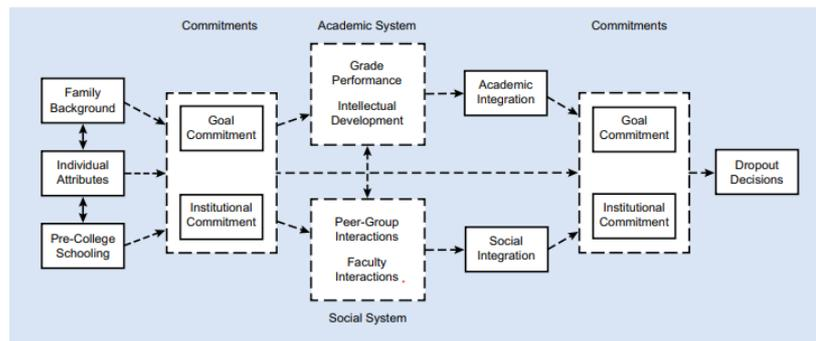 Commitments
Academic System
Commitments
Family
Background
Individual
Attributes
Pre-College
Schooling
Goal
Commitment
Institutional
Commitment
Grade
Performance
Intellectual
Development
Peer-Group
Interactions
Faculty
Interactions
Social System
Academic
Integration
Social
Integration
Goal
Commitment
Institutional
Commitment
Dropout
Decisions